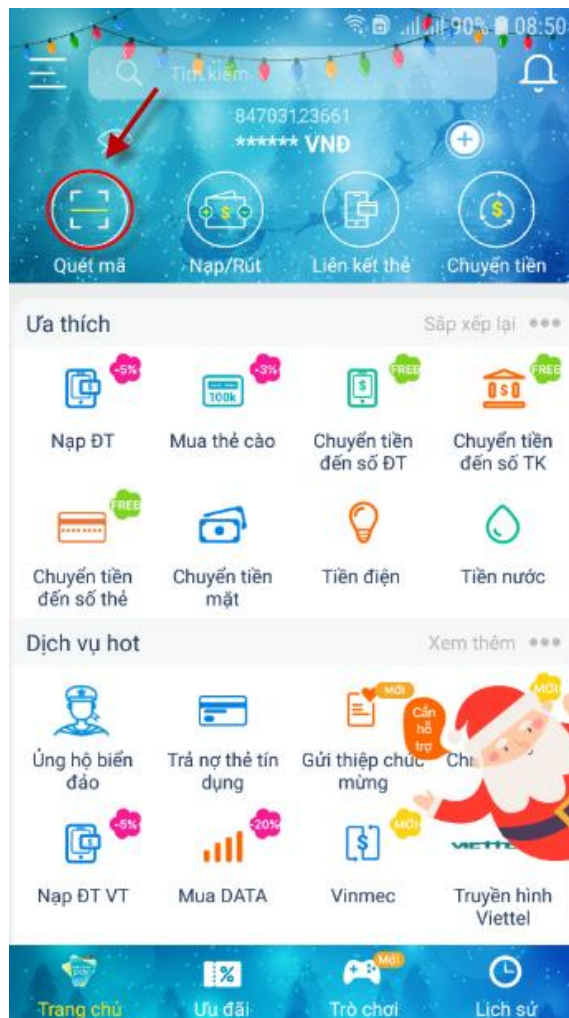 90% 08:50
Tìm kiếm
84703123661
****** VNĐ
Quét mã Nạp/Rút Liên kết thẻ Chuyển tiền
Ưa thích Sắp xếp lại
-5% -3% FREE FREE
100k
Nạp ĐT Mua thẻ cào Chuyển tiền đến số ĐT Chuyển tiền đến số TK
FREE
Chuyển tiền đến số thẻ Chuyển tiền mặt Tiền điện Tiền nước
Dịch vụ hot Xem thêm
MỚI MỚI
Cần hỗ trợ
Ủng hộ biển đảo Trả nợ thẻ tín dụng Gửi thiệp chúc mừng
-5% -20% MỚI
Nạp ĐT VT Mua DATA Vinmec Truyền hình Viettel
pay Mới
Trang chủ Ưu đãi Trò chơi Lịch sử